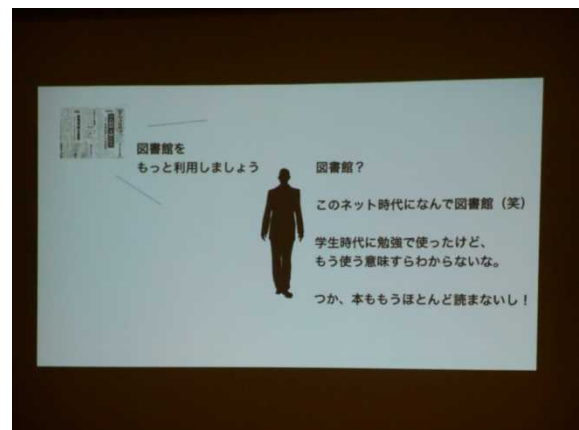 図書館を
もっと利用しましょう
図書館？
このネット時代になんで図書館（笑）
学生時代に勉強で使ったけど、
もう使う意味すらわからないな。
つか、本ももうほとんど読まないし！